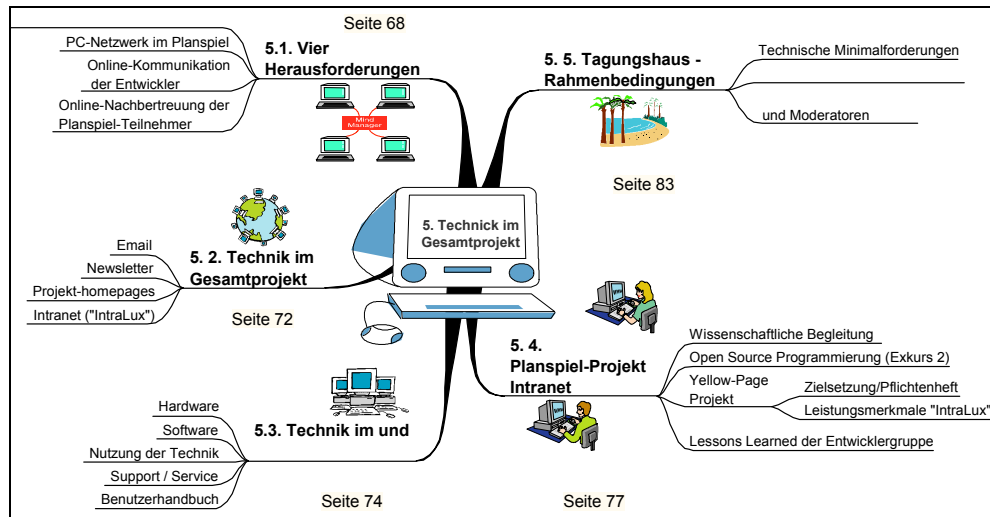 Seite 68
5.1. Vier
Herausforderungen
PC-Netzwerk im Planspiel
Online-Kommunikation
der Entwickler
Online-Nachbertreuung der
Planspiel-Teilnehmer
Mind
Manager
5. 5. Tagungshaus -
Rahmenbedingungen
Technische Minimalforderungen
und Moderatoren
Seite 83
5. Technick im
Gesamtprojekt
5. 2. Technik im
Gesamtprojekt
Email
Newsletter
Projekt-homepages
Intranet ("IntraLux")
Seite 72
5. 4.
Planspiel-Projekt
Intranet
Wissenschaftliche Begleitung
Open Source Programmierung (Exkurs 2)
Yellow-Page
Projekt
Zielsetzung/Pflichtenheft
Leistungsmerkmale "IntraLux"
Lessons Learned der Entwicklergruppe
5.3. Technik im und
Hardware
Software
Nutzung der Technik
Support / Service
Benutzerhandbuch
Seite 74
Seite 77